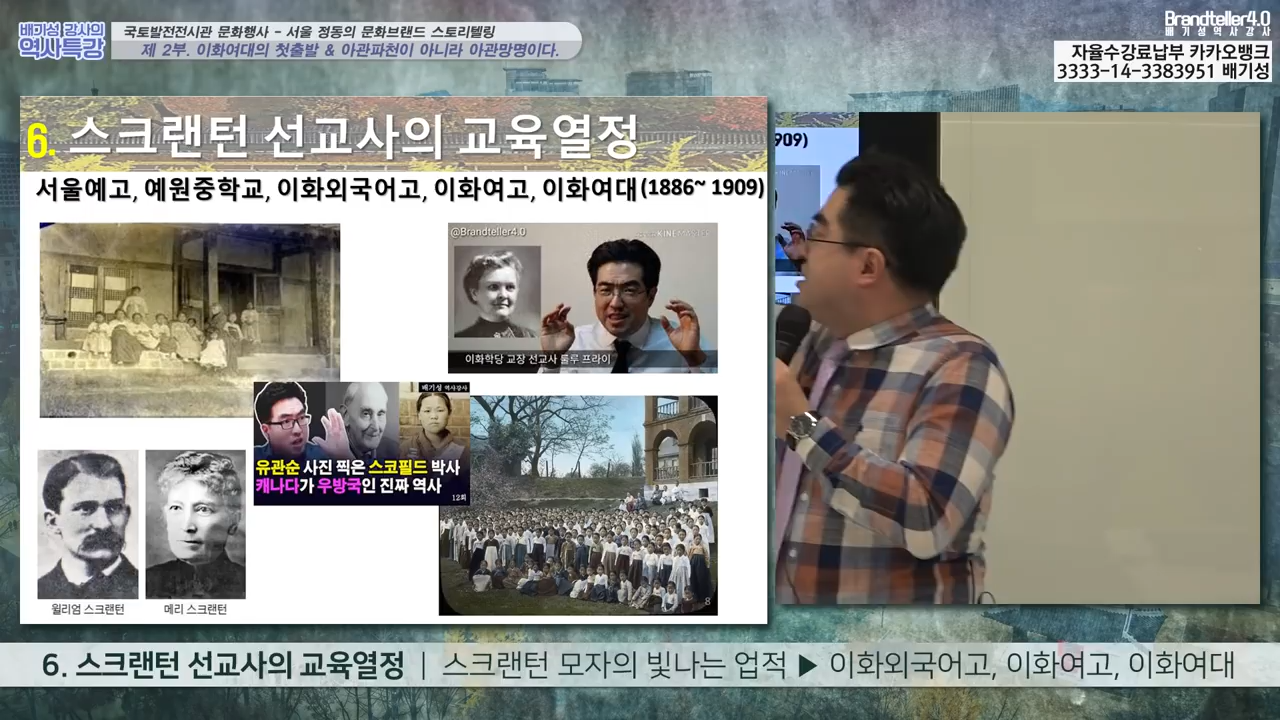 배기성 강사의
역사특강
국토발전전시관 문화행사 - 서울 정동의 문화브랜드 스토리텔링
제 2부. 이화여대의 첫출발 & 아관파천이 아니라 아관망명이다.
Brandteller4.0
배기성역사강사
자율수강료납부 카카오뱅크
3333-14-3383951 배기성
6. 스크랜턴 선교사의 교육열정
서울예고, 예원중학교, 이화외국어고, 이화여고, 이화여대(1886~ 1909)
@Brandteller4.0
KINEMASTER
이화학당 교장 선교사 룰루 프라이
배기성 역사강사
유관순 사진 찍은 스코필드 박사
캐나다가 우방국인 진짜 역사
12회
윌리엄 스크랜턴
메리 스크랜턴
8
909)
6. 스크랜턴 선교사의 교육열정 | 스크랜턴 모자의 빛나는 업적 ▶ 이화외국어고, 이화여고, 이화여대